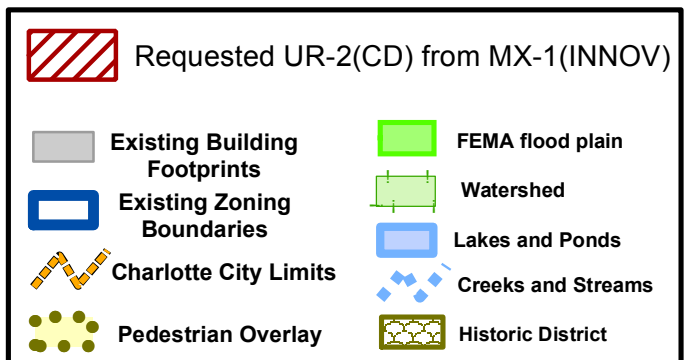 Requested UR-2(CD) from MX-1(INNOV)
Existing Building
Footprints
Existing Zoning
Boundaries
Charlotte City Limits
Pedestrian Overlay
FEMA flood plain
Watershed
Lakes and Ponds
Creeks and Streams
Historic District